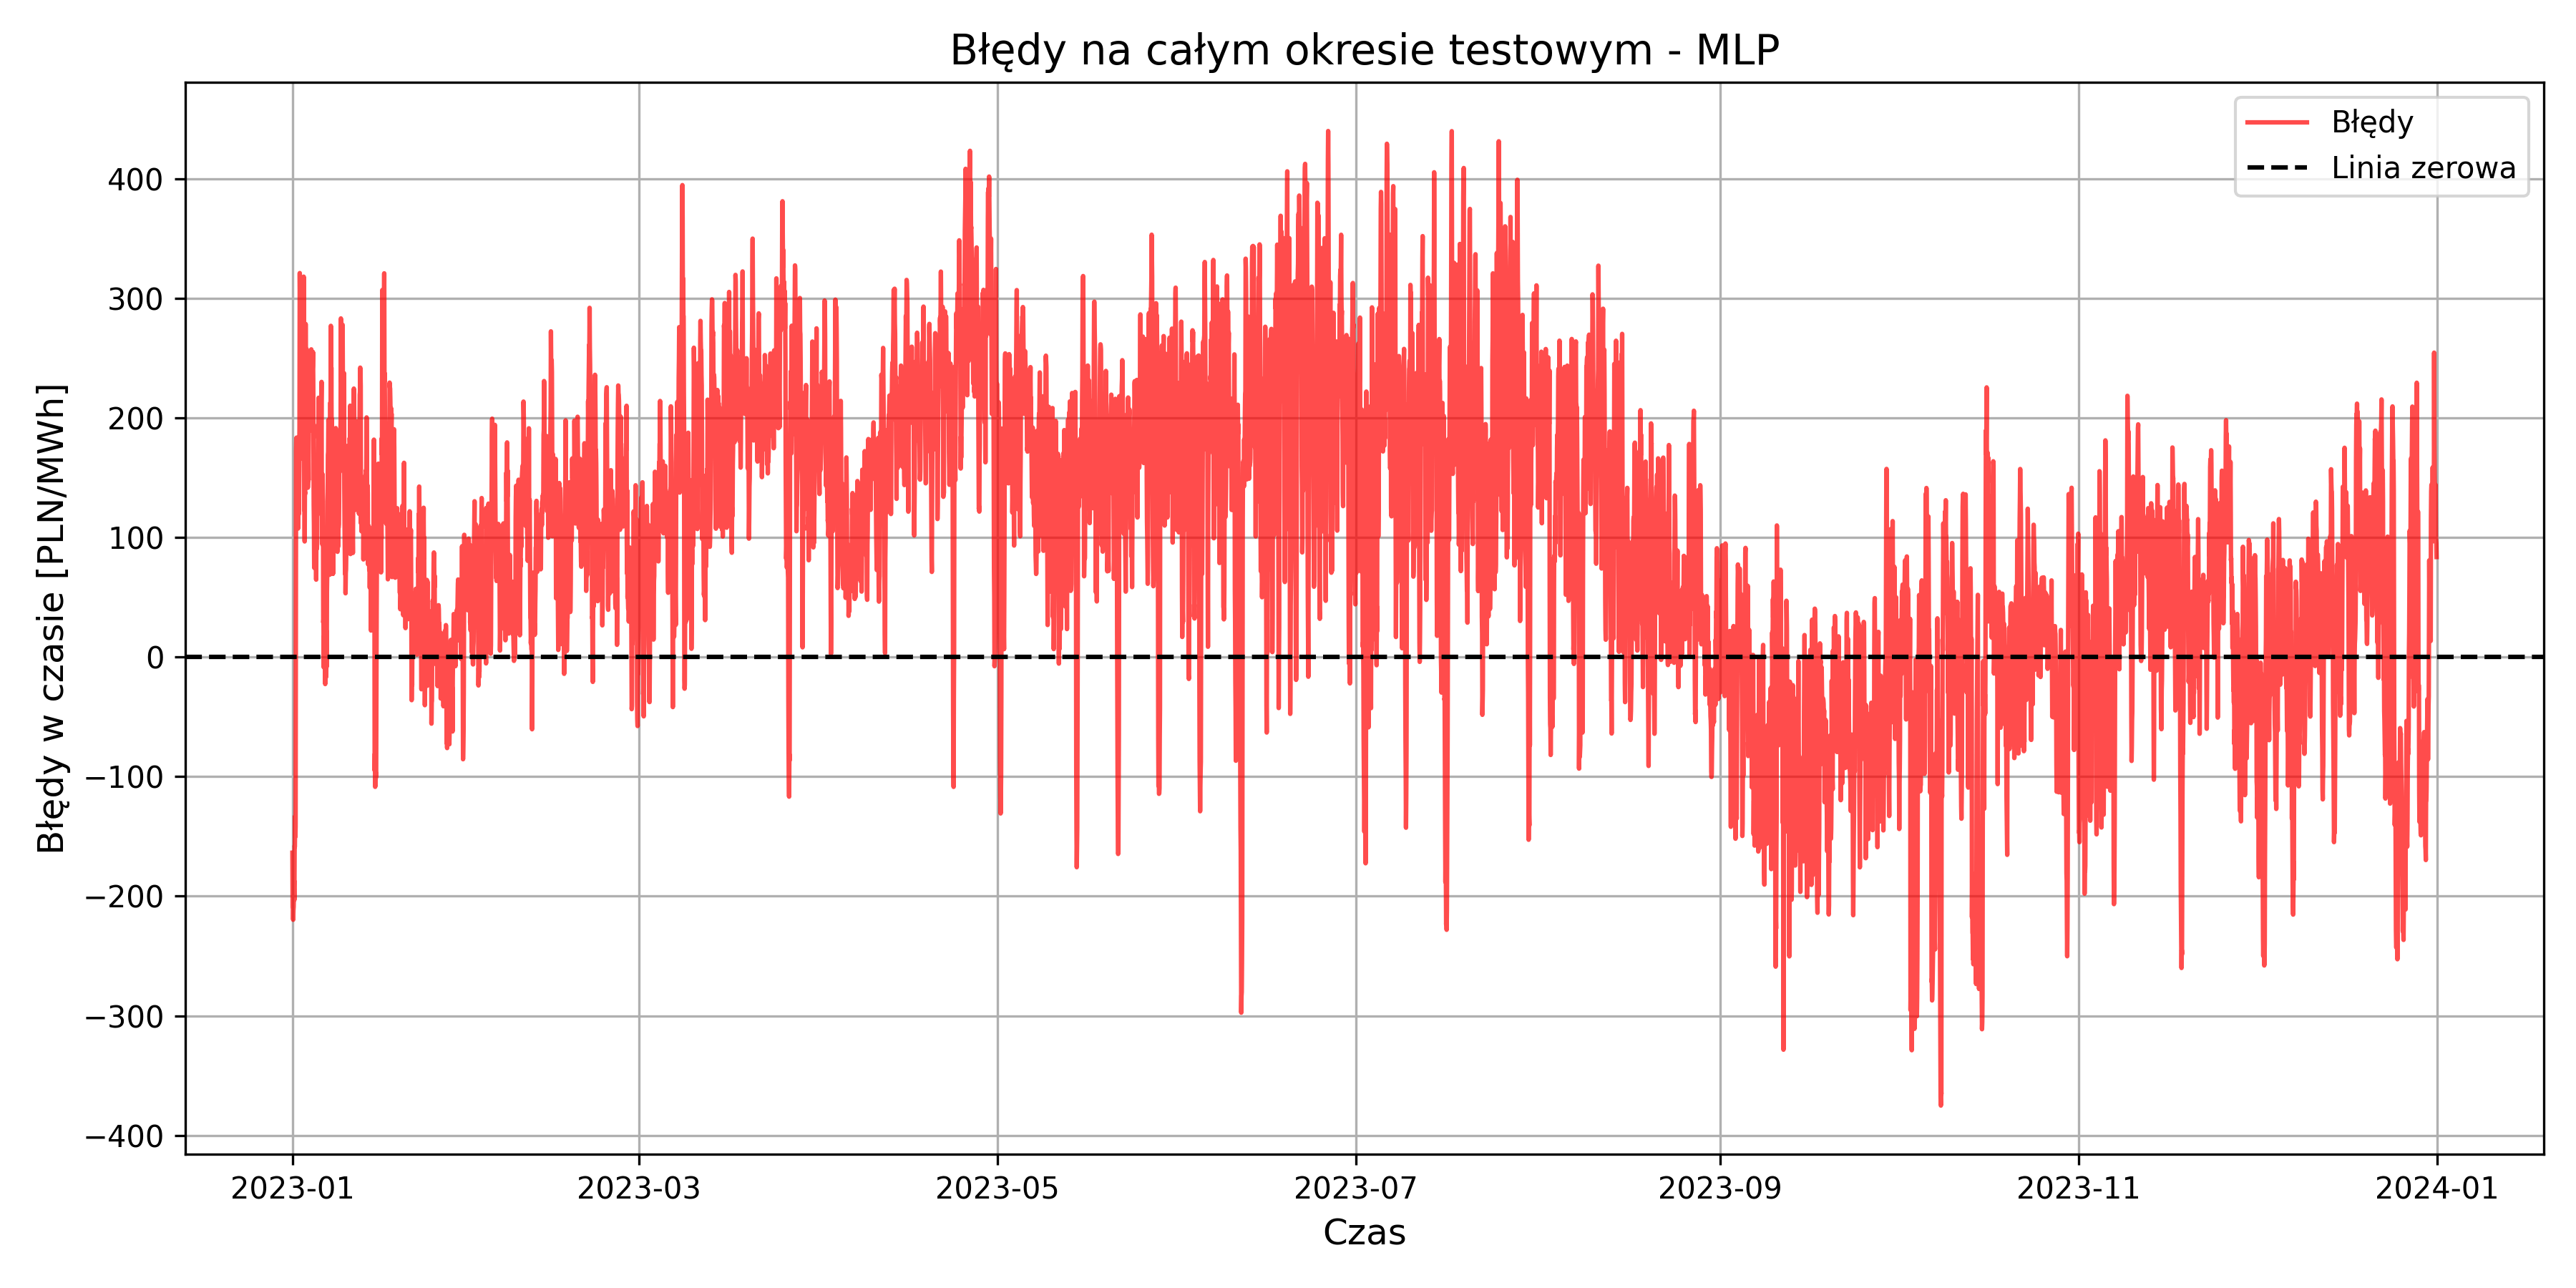 Błędy na całym okresie testowym - MLP
Błędy
Linia zerowa
Błędy w czasie [PLN/MWh]
400
300
200
100
0
−100
−200
−300
−400
2023-01 2023-03 2023-05 2023-07 2023-09 2023-11 2024-01
Czas